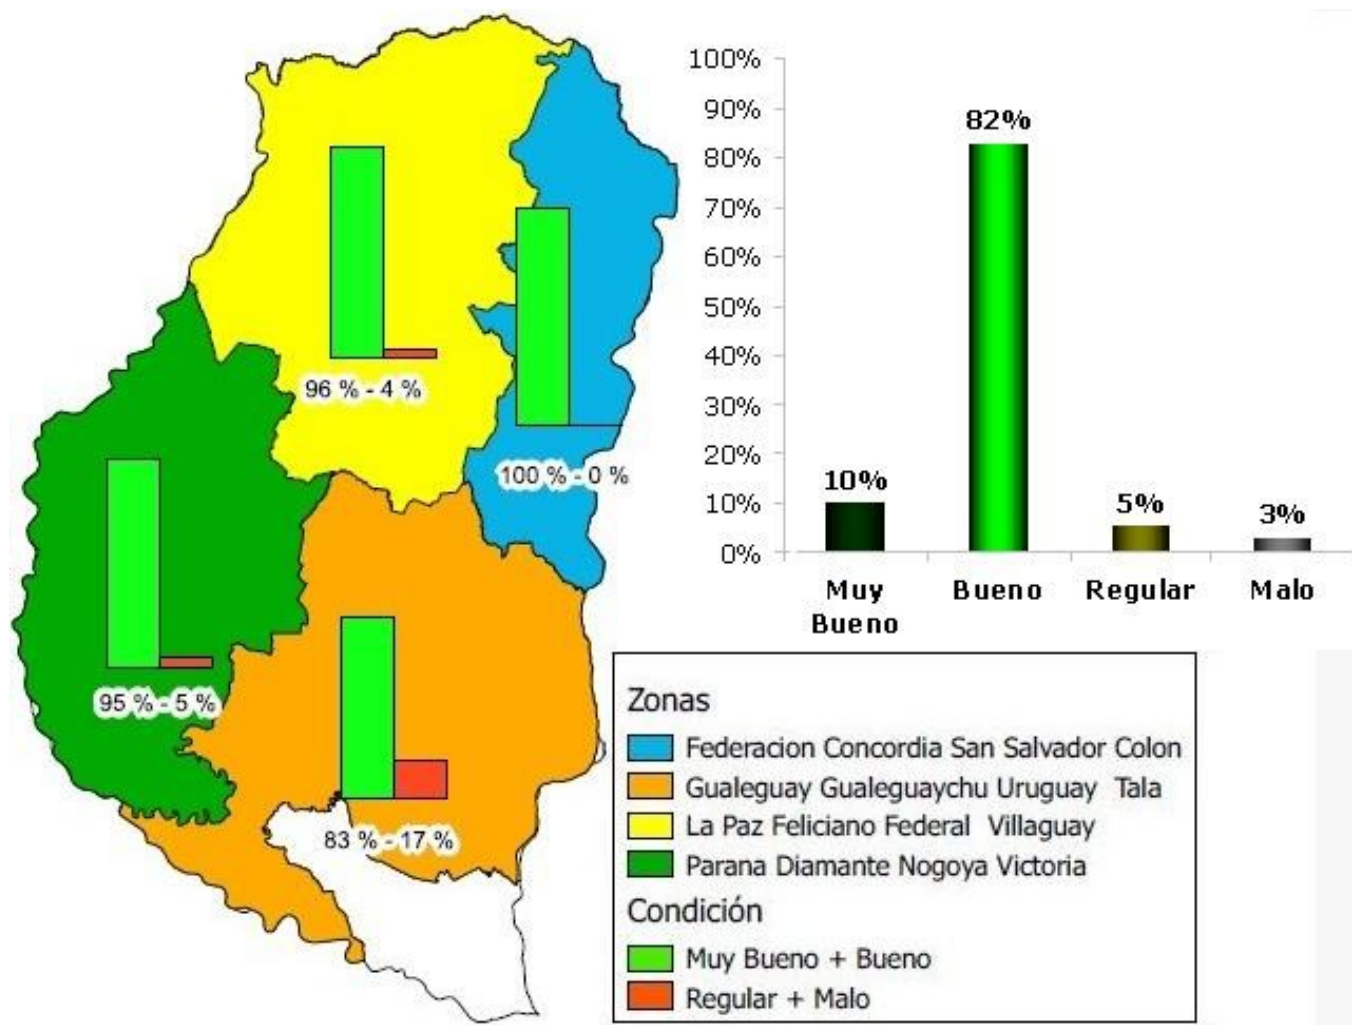 96 % - 4 %
100 % - 0 %
95 % - 5 %
83 % - 17 %
100%
90%
80%
70%
60%
50%
40%
30%
20%
10%
0%
10%
82%
5%
3%
Muy
Bueno
Bueno
Regular
Malo
Zonas
Federacion Concordia San Salvador Colon
Gualeguay Gualeguaychu Uruguay Tala
La Paz Feliciano Federal Villaguay
Parana Diamante Nogoya Victoria
Condición
Muy Bueno + Bueno
Regular + Malo